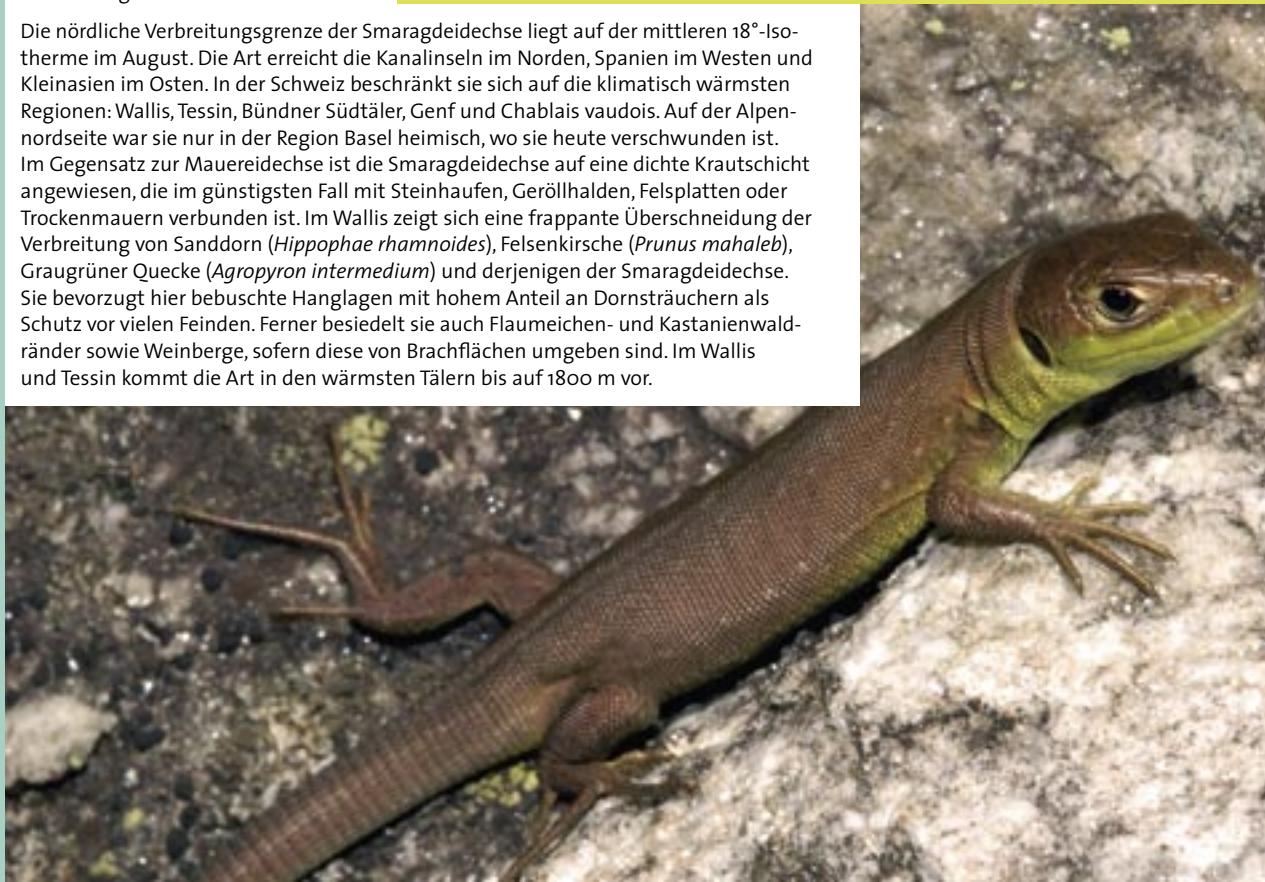 Die nördliche Verbreitungsgrenze der Smaragdeidechse liegt auf der mittleren 18°-Iso-
therme im August. Die Art erreicht die Kanalinseln im Norden, Spanien im Westen und
Kleinasien im Osten. In der Schweiz beschränkt sie sich auf die klimatisch wärmsten
Regionen: Wallis, Tessin, Bündner Südtäler, Genf und Chablais vaudois. Auf der Alpen-
nordseite war sie nur in der Region Basel heimisch, wo sie heute verschwunden ist.
Im Gegensatz zur Mauereidechse ist die Smaragdeidechse auf eine dichte Krautschicht
angewiesen, die im günstigsten Fall mit Steinhaufen, Geröllhalden, Felsplatten oder
Trockenmauern verbunden ist. Im Wallis zeigt sich eine frappante Überschneidung der
Verbreitung von Sanddorn (Hippophae rhamnoides), Felsenkirsche (Prunus mahaleb),
Graugrüner Quecke (Agropyron intermedium) und derjenigen der Smaragdeidechse.
Sie bevorzugt hier bebuschte Hanglagen mit hohem Anteil an Dornsträuchern als
Schutz vor vielen Feinden. Ferner besiedelt sie auch Flaumeichen- und Kastanienwald-
ränder sowie Weinberge, sofern diese von Brachflächen umgeben sind. Im Wallis
und Tessin kommt die Art in den wärmsten Tälern bis auf 1800 m vor.